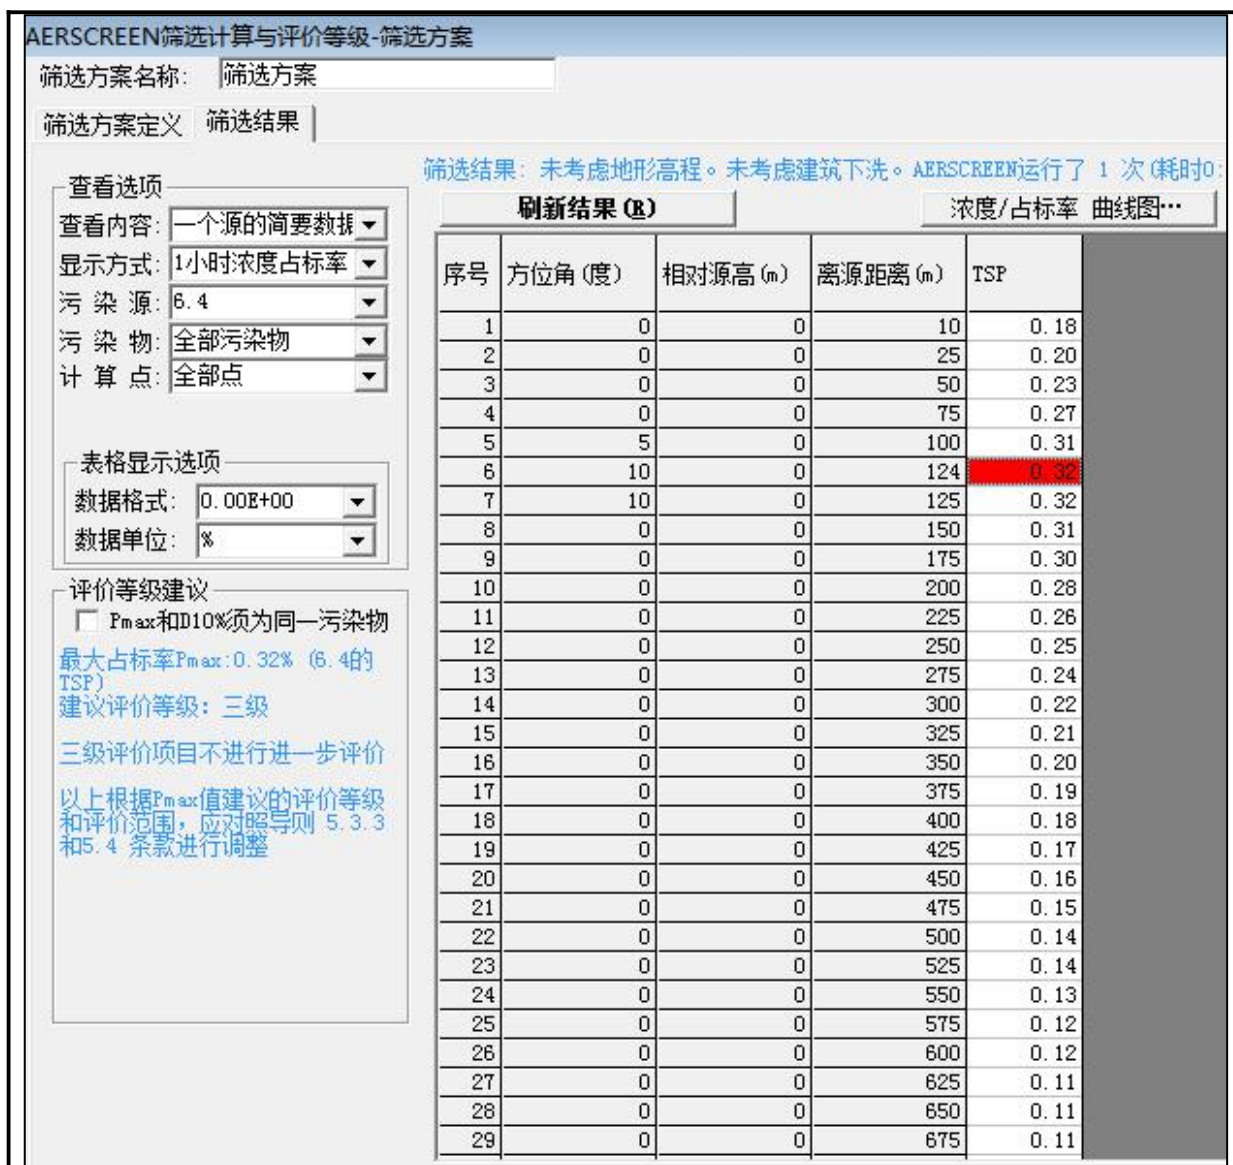 AERSCREEN筛选计算与评价等级-筛选方案
筛选方案名称: 筛选方案
筛选方案定义 筛选结果
筛选结果: 未考虑地形高程。未考虑建筑下洗。AERSCREEN运行了 1 次(耗时0:
查看选项
查看内容: 一个源的简要数据
显示方式: 1小时浓度占标率
污 染 源: 6.4
污 染 物: 全部污染物
计 算 点: 全部点
表格显示选项
数据格式: 0.00E+00
数据单位: %
评价等级建议
Pmax和D10%须为同一污染物
最大占标率Pmax:0.32% (6.4的
TSP)
建议评价等级: 三级
三级评价项目不进行进一步评价
以上根据Pmax值建议的评价等级
和评价范围,应对照导则 5.3.3
和5.4 条款进行调整
刷新结果(R) 浓度/占标率 曲线图…
序号 方位角(度) 相对源高(m) 离源距离(m) TSP
1 0 0 10 0.18
2 0 0 25 0.20
3 0 0 50 0.23
4 0 0 75 0.27
5 5 0 100 0.31
6 10 0 124 0.32
7 10 0 125 0.32
8 0 0 150 0.31
9 0 0 175 0.30
10 0 0 200 0.28
11 0 0 225 0.26
12 0 0 250 0.25
13 0 0 275 0.24
14 0 0 300 0.22
15 0 0 325 0.21
16 0 0 350 0.20
17 0 0 375 0.19
18 0 0 400 0.18
19 0 0 425 0.17
20 0 0 450 0.16
21 0 0 475 0.15
22 0 0 500 0.14
23 0 0 525 0.14
24 0 0 550 0.13
25 0 0 575 0.12
26 0 0 600 0.12
27 0 0 625 0.11
28 0 0 650 0.11
29 0 0 675 0.11